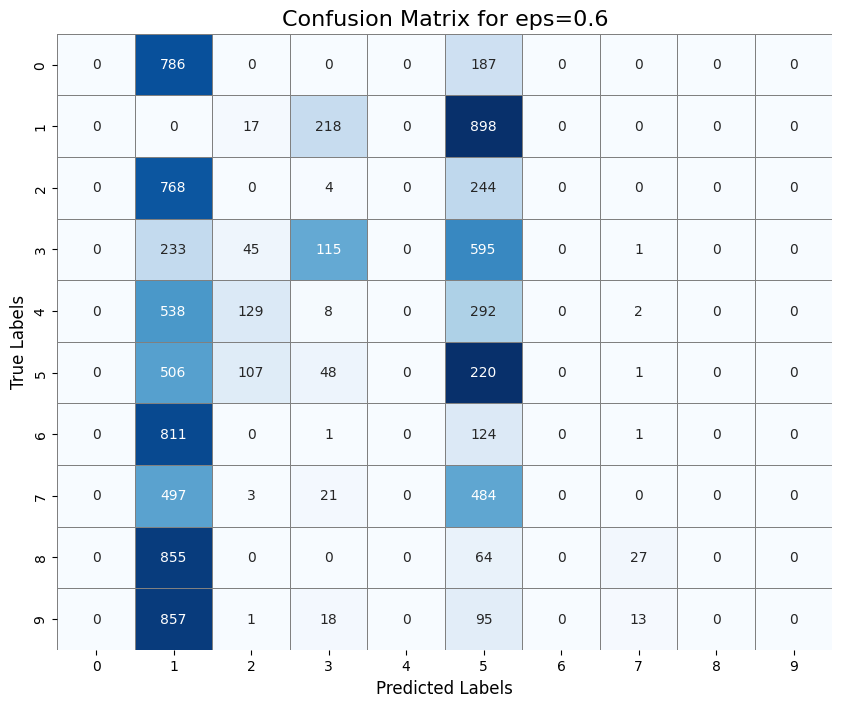 Confusion Matrix for eps=0.6
0 0 786 0 0 0 187 0 0 0 0
1 0 0 17 218 0 898 0 0 0 0
2 0 768 0 4 0 244 0 0 0 0
3 0 233 45 115 0 595 0 1 0 0
4 0 538 129 8 0 292 0 2 0 0
5 0 506 107 48 0 220 0 1 0 0
6 0 811 0 1 0 124 0 1 0 0
7 0 497 3 21 0 484 0 0 0 0
8 0 855 0 0 0 64 0 27 0 0
9 0 857 1 18 0 95 0 13 0 0
0 1 2 3 4 5 6 7 8 9
True Labels
Predicted Labels